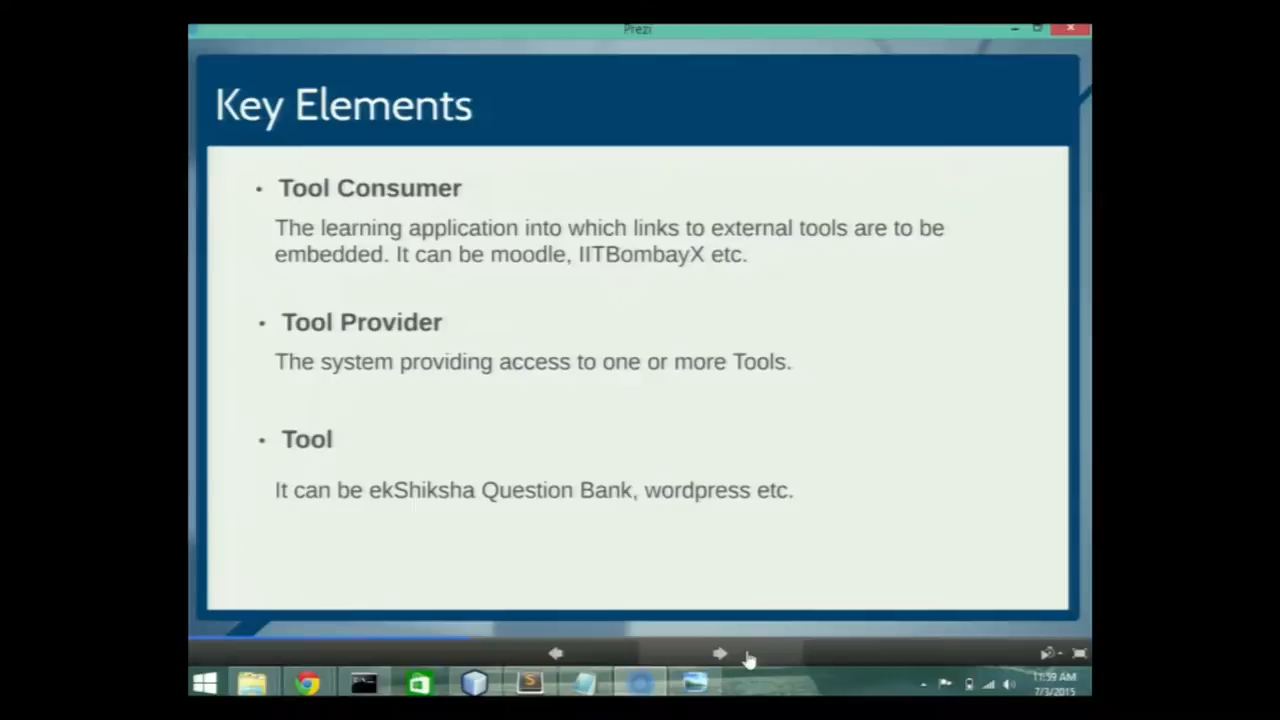 Prezi
Key Elements
• Tool Consumer
The learning application into which links to external tools are to be
embedded. It can be moodle, IITBombayX etc.
• Tool Provider
The system providing access to one or more Tools.
• Tool
It can be ekShiksha Question Bank, wordpress etc.
11:59 AM
7/3/2015